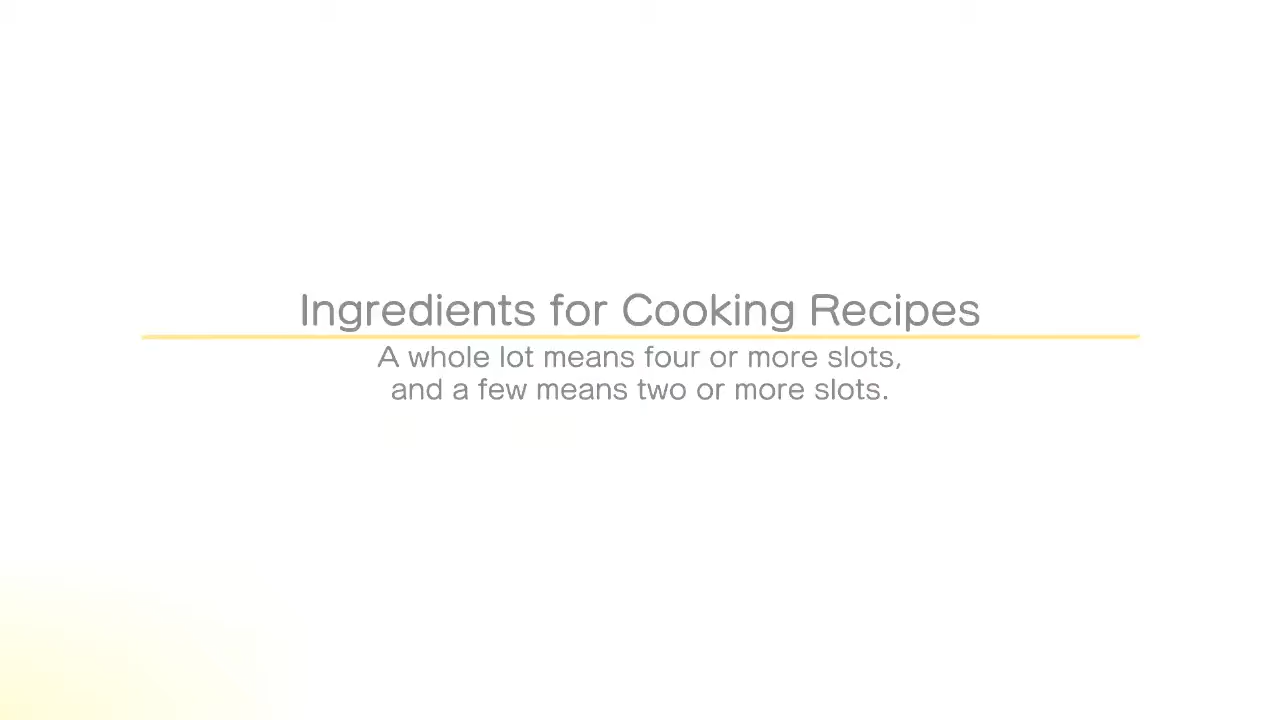 Ingredients for Cooking Recipes
A whole lot means four or more slots,
and a few means two or more slots.